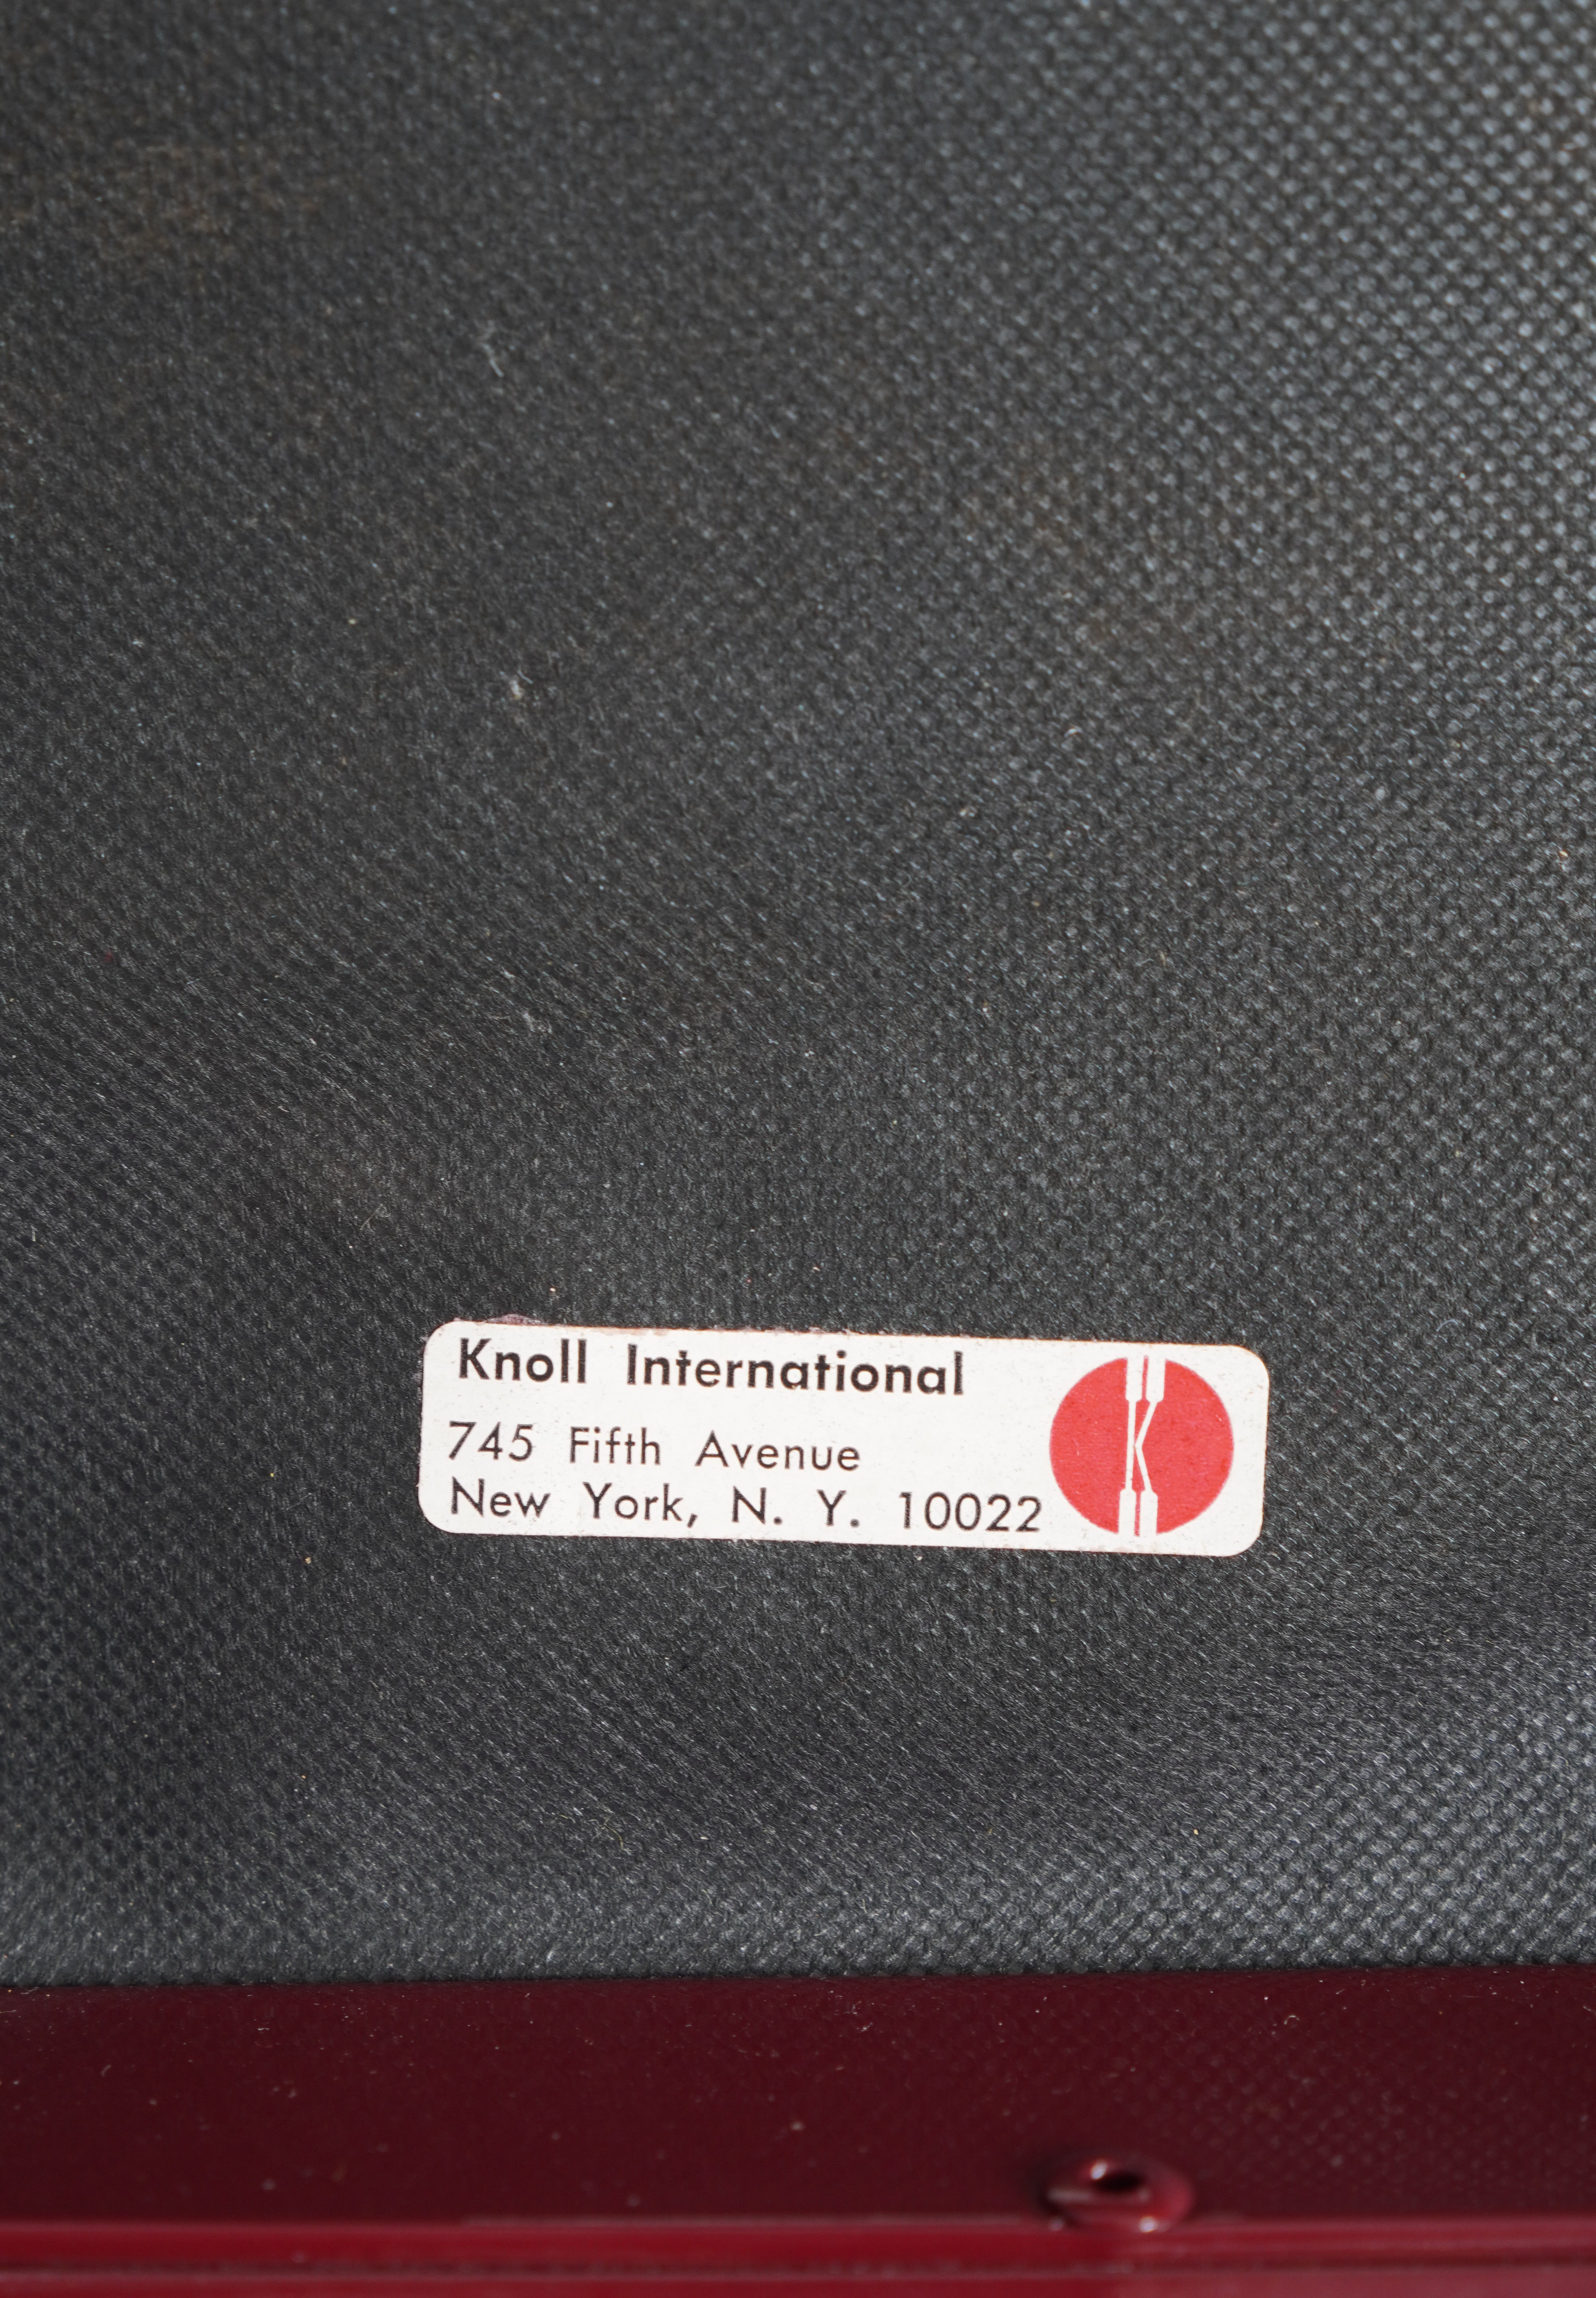 Knoll International
745 Fifth Avenue
New York, N. Y. 10022
K